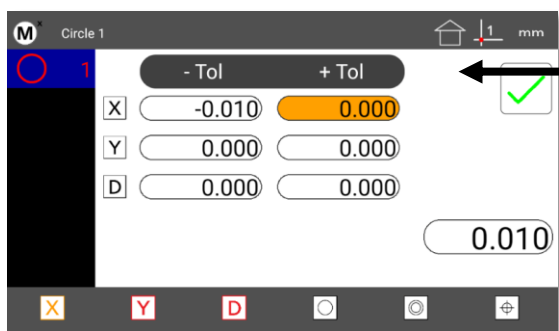 M Circle 1 1 mm
1
- Tol + Tol
X -0.010 0.000
Y 0.000 0.000
D 0.000 0.000
0.010
X Y D